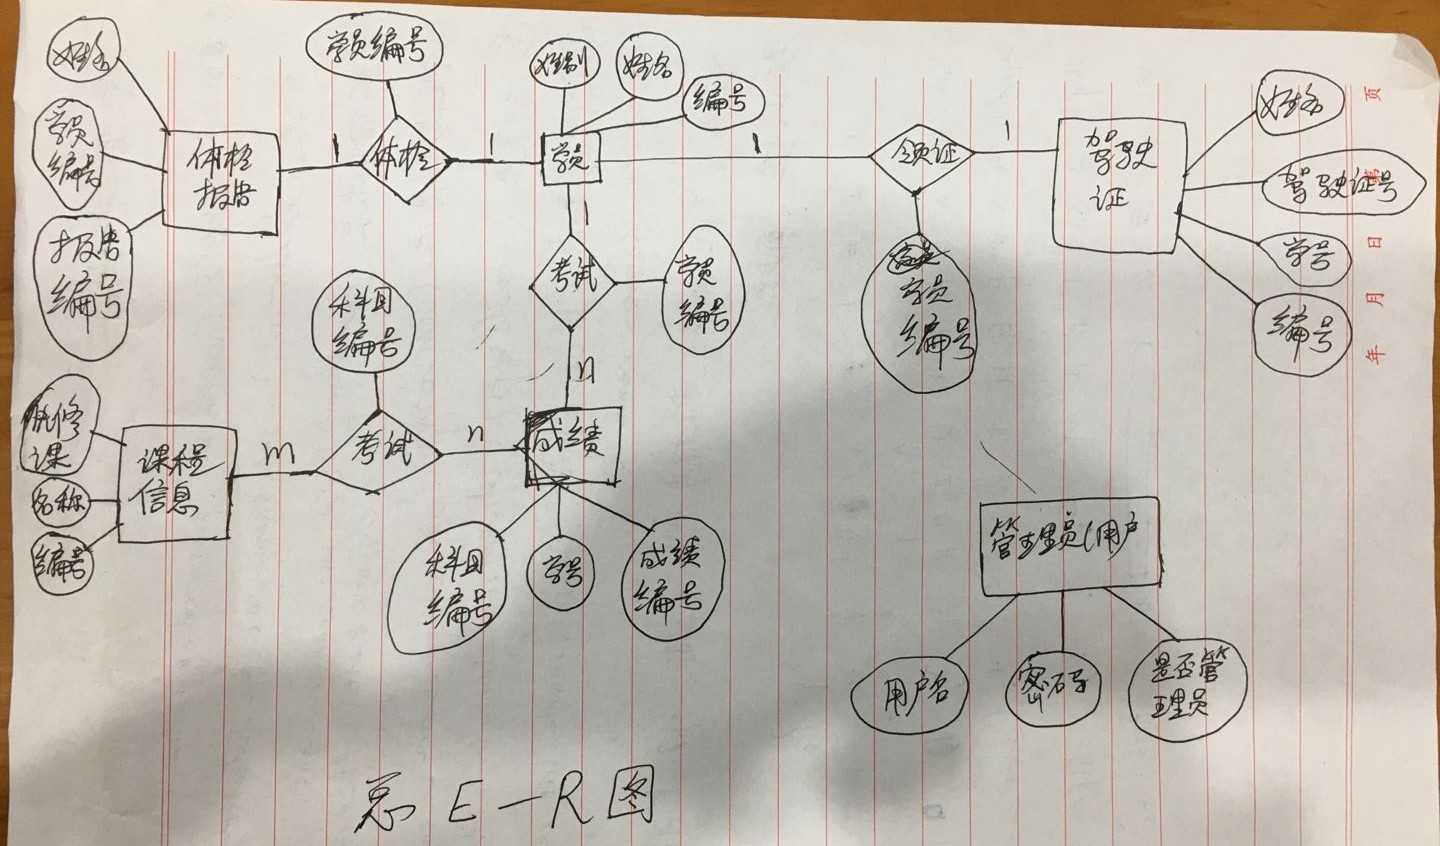 姓名
学员编号
性别
姓名
编号
姓名
页
学员
编号
体检
报告
1
体检
1
学员
1
领证
1
驾驶
证
驾驶证号
第
报告
编号
1
考试
学员
编号
学员
编号
学号
日
科目
编号
编号
月
年
n
先修
课
课程
信息
m
考试
n
成绩
名称
编号
科目
编号
学号
成绩
编号
管理员(用户
用户名
密码
是否管
理员
总E-R图